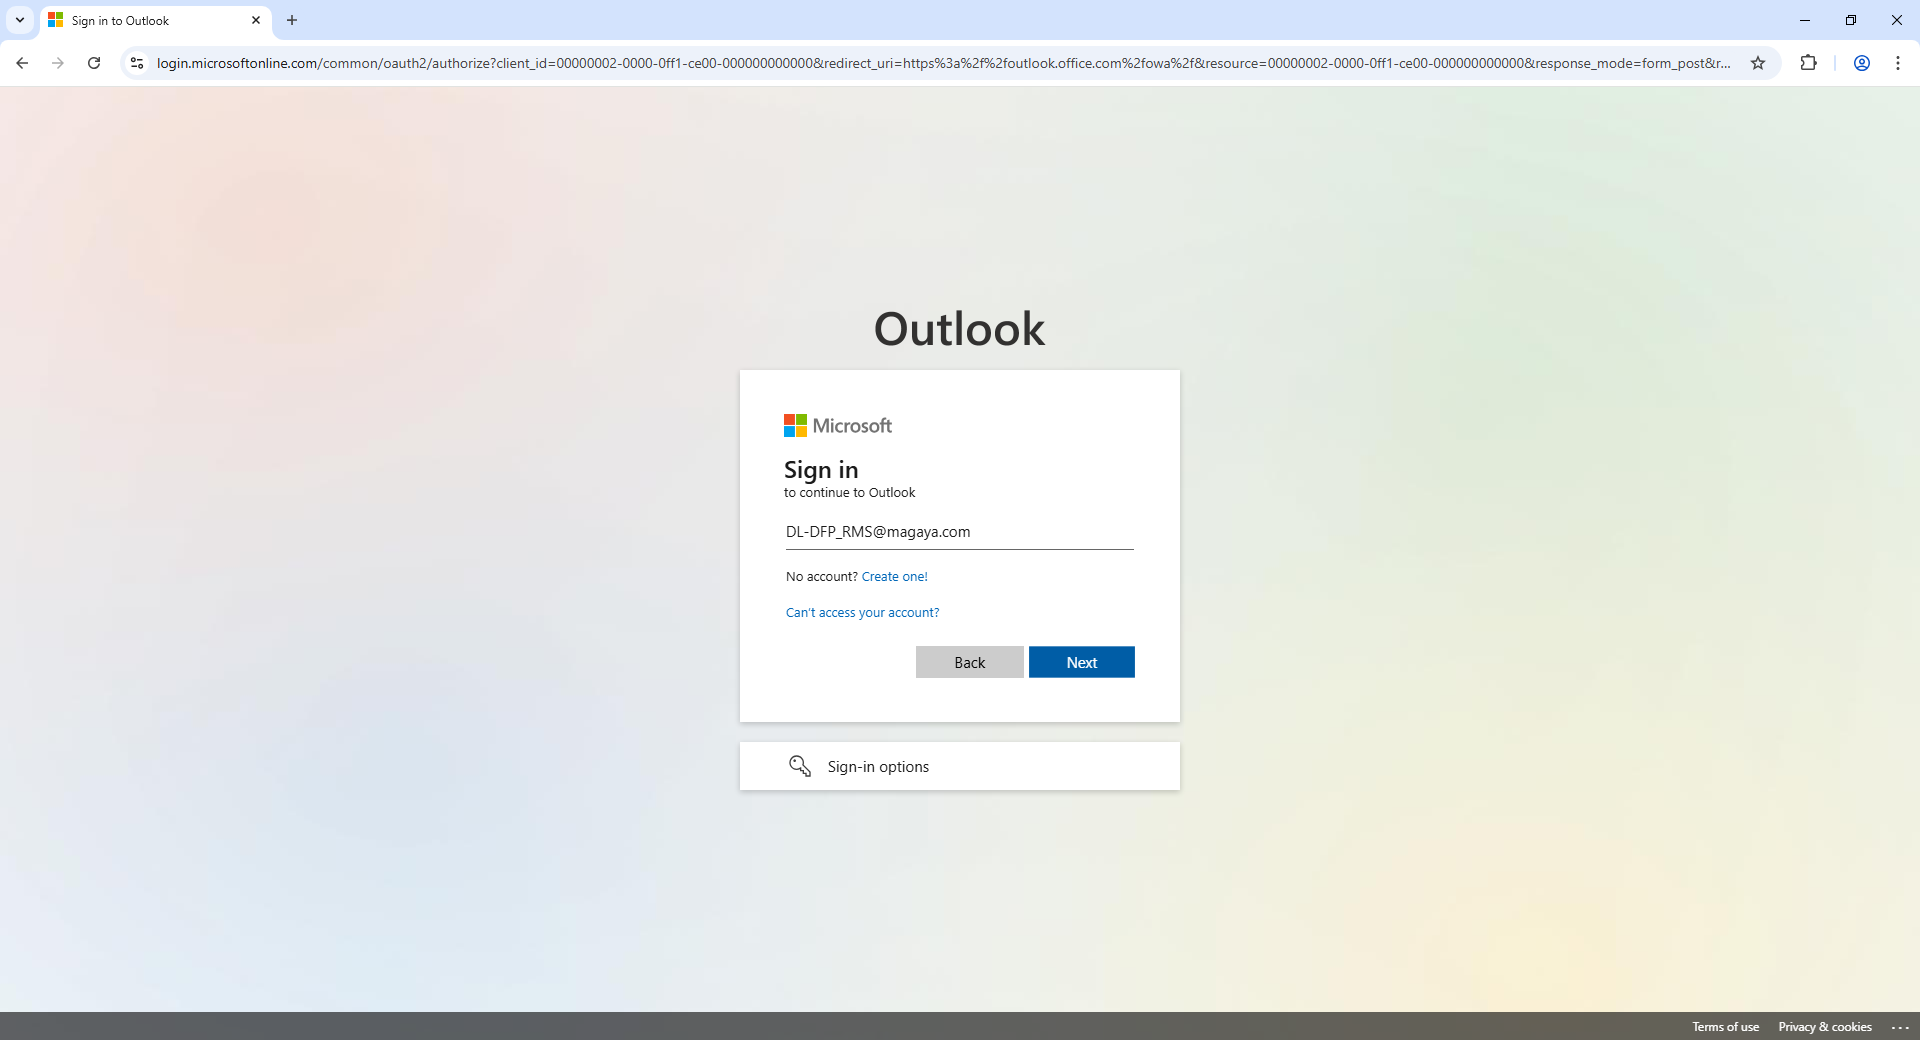 Sign in to Outlook
login.microsoftonline.com/common/oauth2/authorize?client_id=00000002-0000-0ff1-ce00-000000000000&redirect_uri=https%3a%2f%2foutlook.office.com%2fowa%2f&resource=00000002-0000-0ff1-ce00-000000000000&response_mode=form_post&r...
Outlook
Microsoft
Sign in
to continue to Outlook
DL-DFP_RMS@magaya.com
No account? Create one!
Can't access your account?
Back Next
Sign-in options
Terms of use Privacy & cookies ...